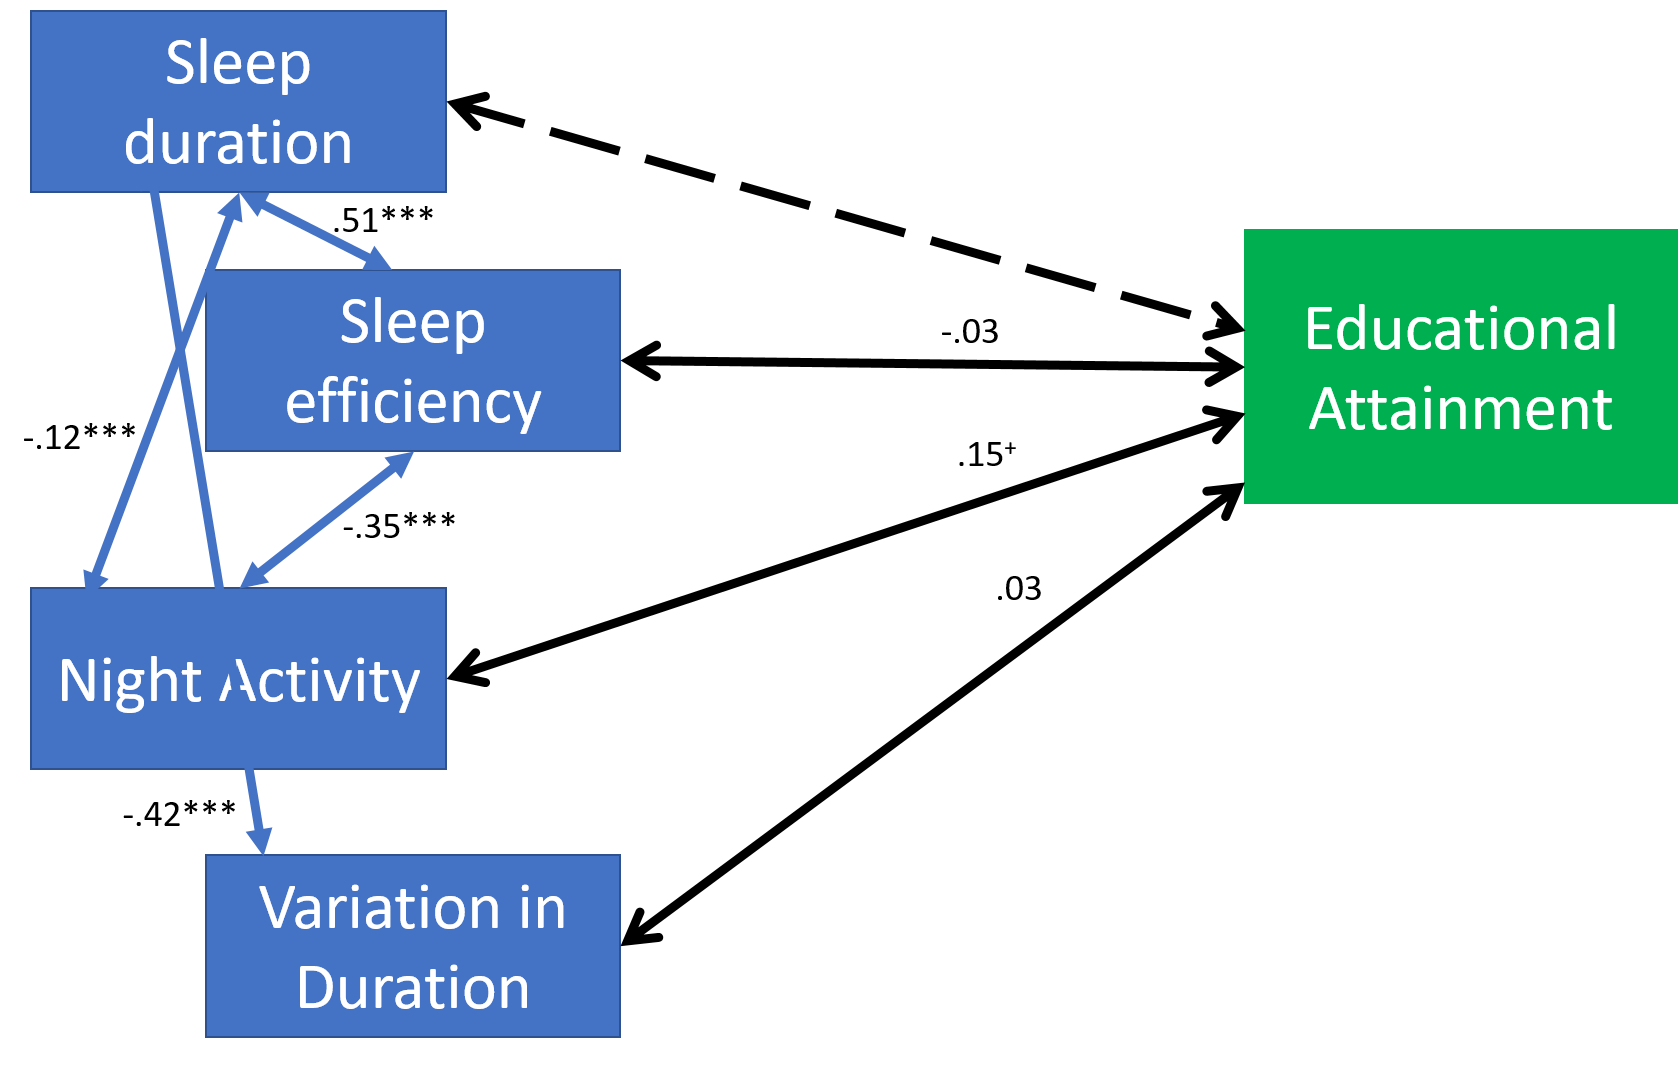 Sleep
duration
.51***
Sleep
efficiency
-.03
Educational
Attainment
-.12***
.15+
-.35***
.03
Night Activity
-.42***
Variation in
Duration